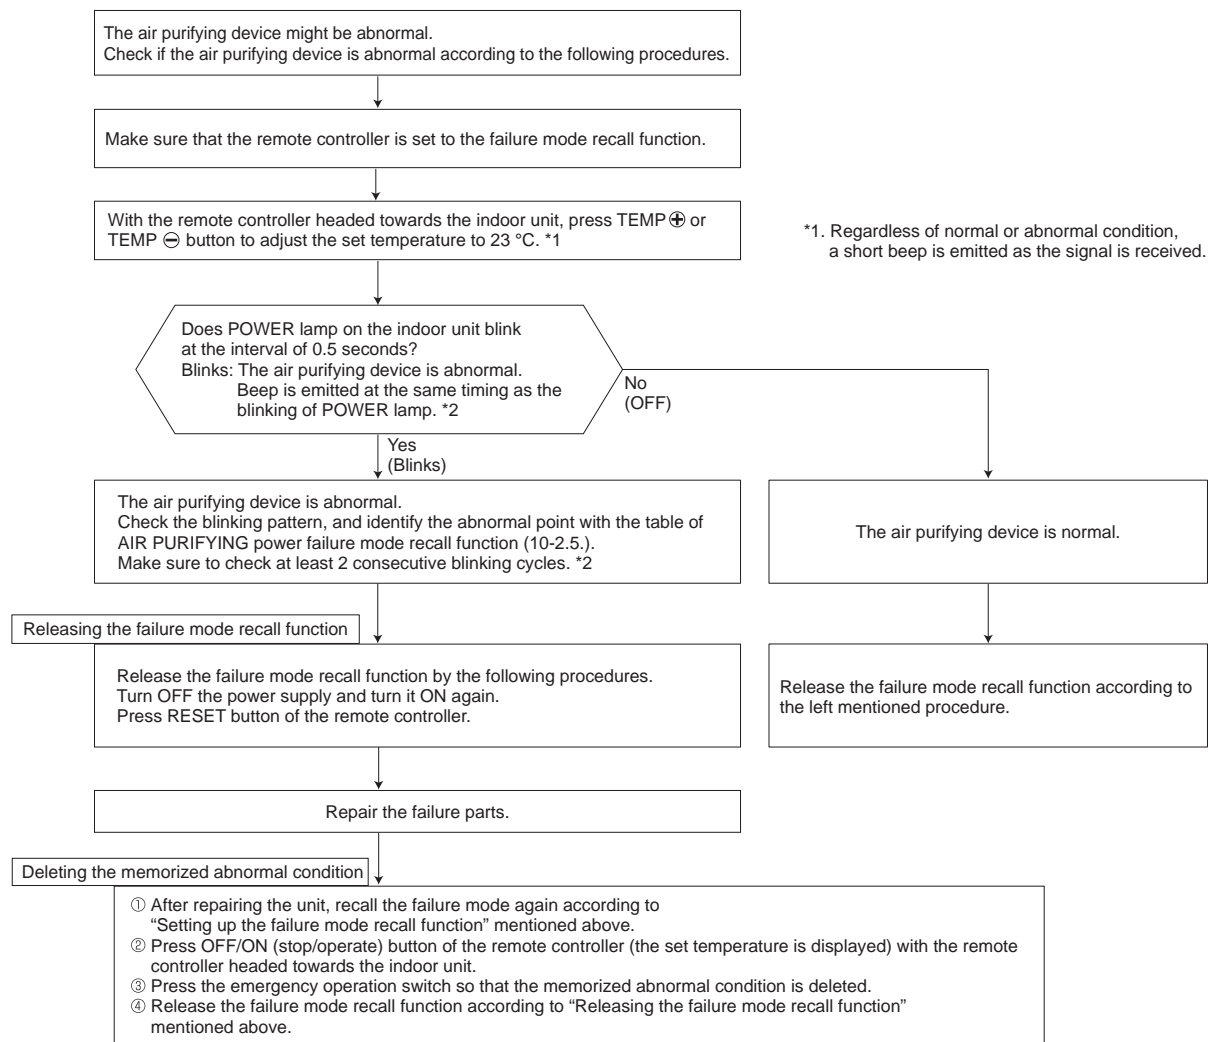 The air purifying device might be abnormal.
Check if the air purifying device is abnormal according to the following procedures.
Make sure that the remote controller is set to the failure mode recall function.
With the remote controller headed towards the indoor unit, press TEMP ⊕ or
TEMP ⊖ button to adjust the set temperature to 23 °C. *1
*1. Regardless of normal or abnormal condition,
a short beep is emitted as the signal is received.
Does POWER lamp on the indoor unit blink
at the interval of 0.5 seconds?
Blinks: The air purifying device is abnormal.
Beep is emitted at the same timing as the
blinking of POWER lamp. *2
No
(OFF)
Yes
(Blinks)
The air purifying device is abnormal.
Check the blinking pattern, and identify the abnormal point with the table of
AIR PURIFYING power failure mode recall function (10-2.5.).
Make sure to check at least 2 consecutive blinking cycles. *2
The air purifying device is normal.
Releasing the failure mode recall function
Release the failure mode recall function by the following procedures.
Turn OFF the power supply and turn it ON again.
Press RESET button of the remote controller.
Release the failure mode recall function according to
the left mentioned procedure.
Repair the failure parts.
Deleting the memorized abnormal condition
① After repairing the unit, recall the failure mode again according to
“Setting up the failure mode recall function” mentioned above.
② Press OFF/ON (stop/operate) button of the remote controller (the set temperature is displayed) with the remote
controller headed towards the indoor unit.
③ Press the emergency operation switch so that the memorized abnormal condition is deleted.
④ Release the failure mode recall function according to “Releasing the failure mode recall function”
mentioned above.